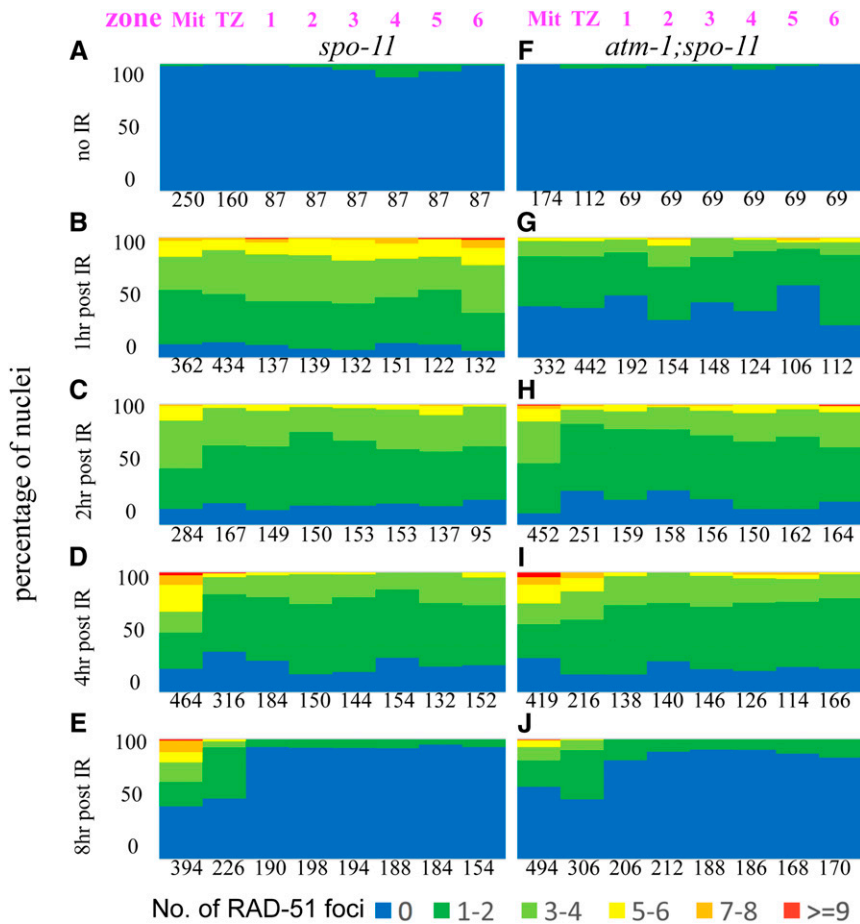 zone Mit TZ 1 2 3 4 5 6 Mit TZ 1 2 3 4 5 6
A spo-11 F atm-1;spo-11
percentage of nuclei
no IR
100
50
0
250 160 87 87 87 87 87 87
174 112 69 69 69 69 69 69
B G
1hr post IR
100
50
0
362 434 137 139 132 151 122 132
332 442 192 154 148 124 106 112
C H
2hr post IR
100
50
0
284 167 149 150 153 153 137 95
452 251 159 158 156 150 162 164
D I
4hr post IR
100
50
0
464 316 184 150 144 154 132 152
419 216 138 140 146 126 114 166
E J
8hr post IR
100
50
0
394 226 190 198 194 188 184 154
494 306 206 212 188 186 168 170
No. of RAD-51 foci 0 1-2 3-4 5-6 7-8 >=9